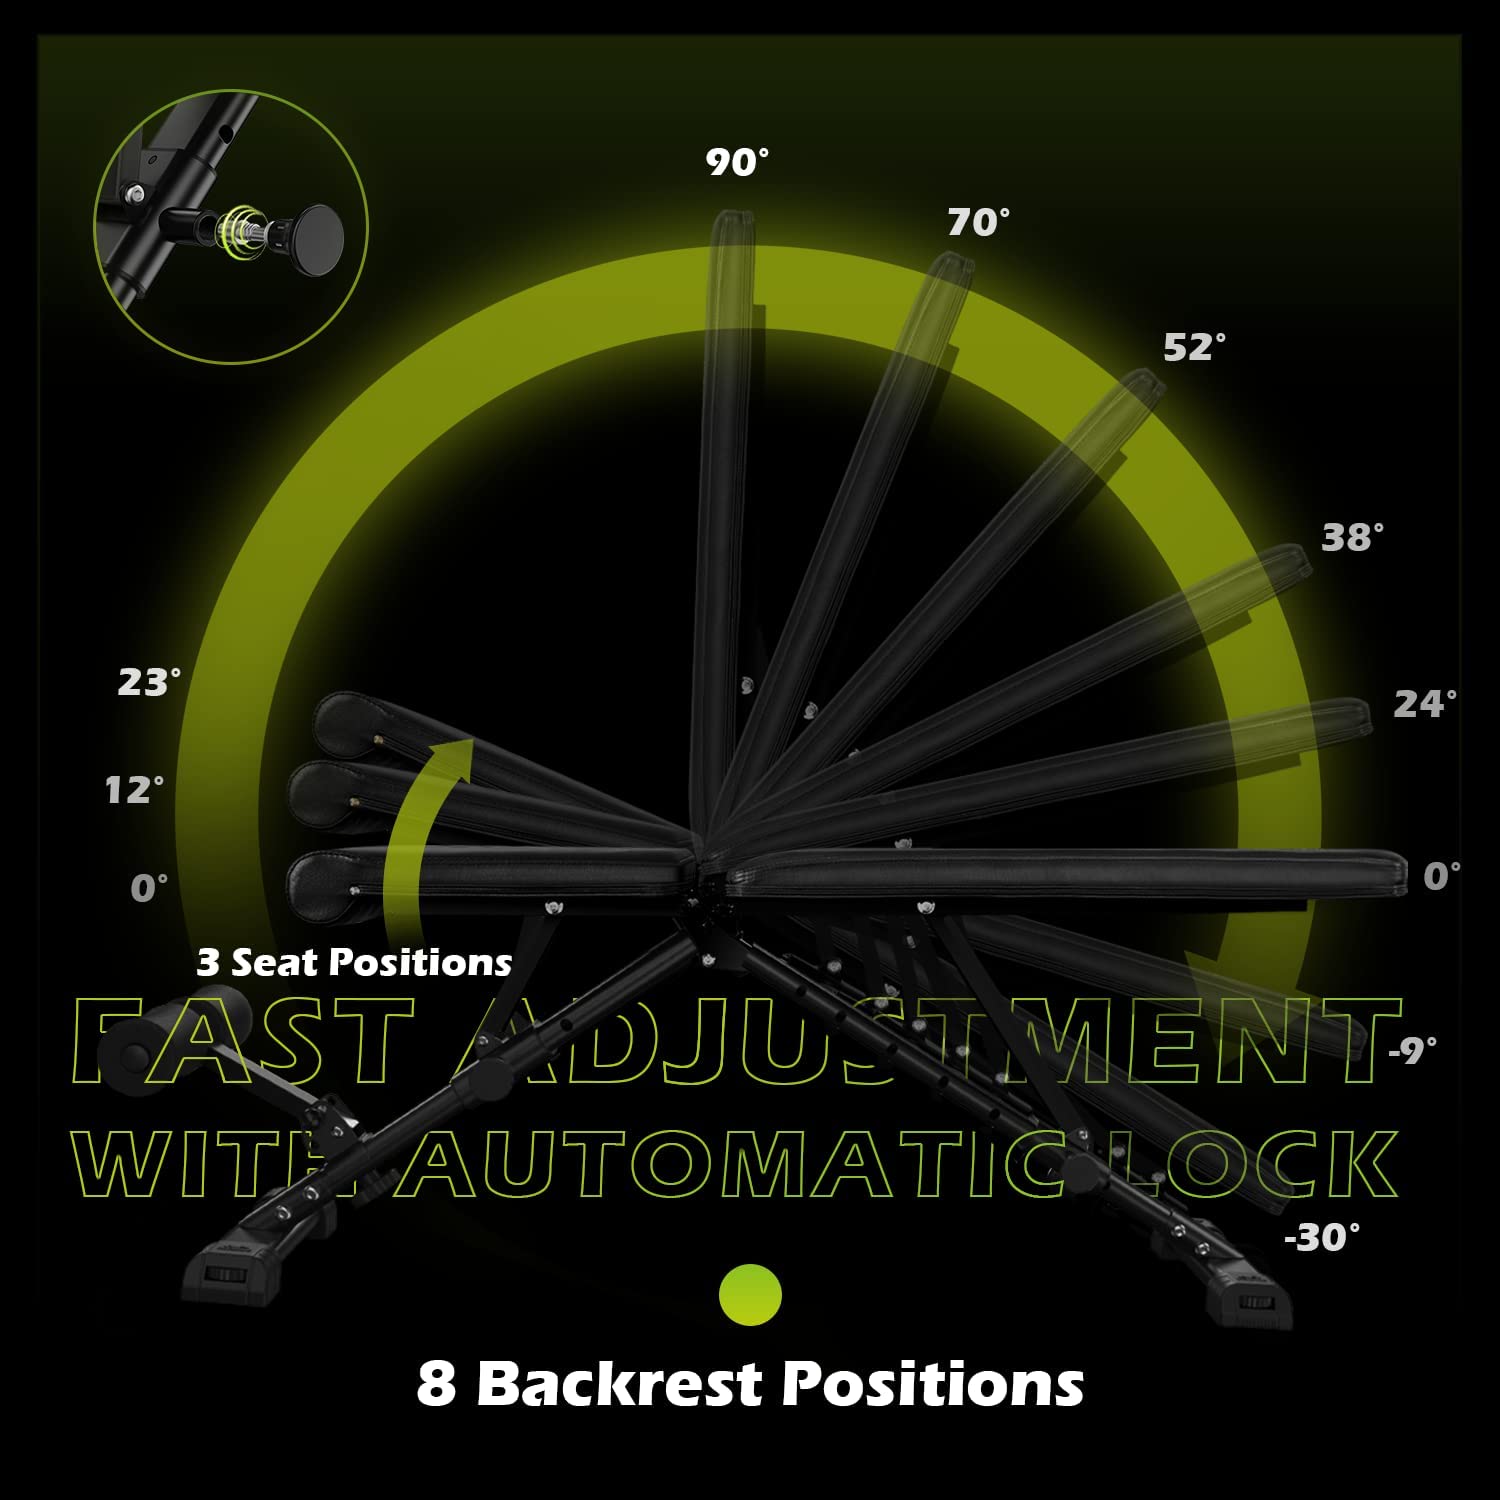 90°
70°
52°
38°
24°
0°
-9°
-30°
23°
12°
0°
3 Seat Positions
FAST ADJUSTMENT
WITH AUTOMATIC LOCK
8 Backrest Positions